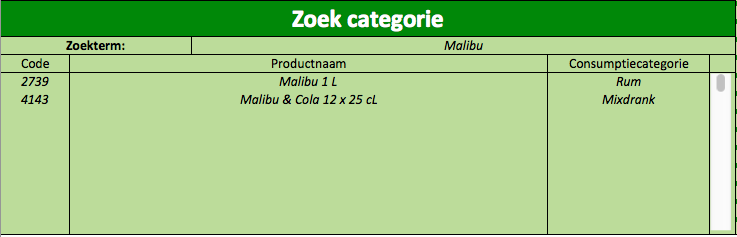 Zoek categorie
Zoekterm: Malibu
Code Productnaam Consumptiecategorie
2739 Malibu 1 L Rum
4143 Malibu & Cola 12 x 25 cL Mixdrank